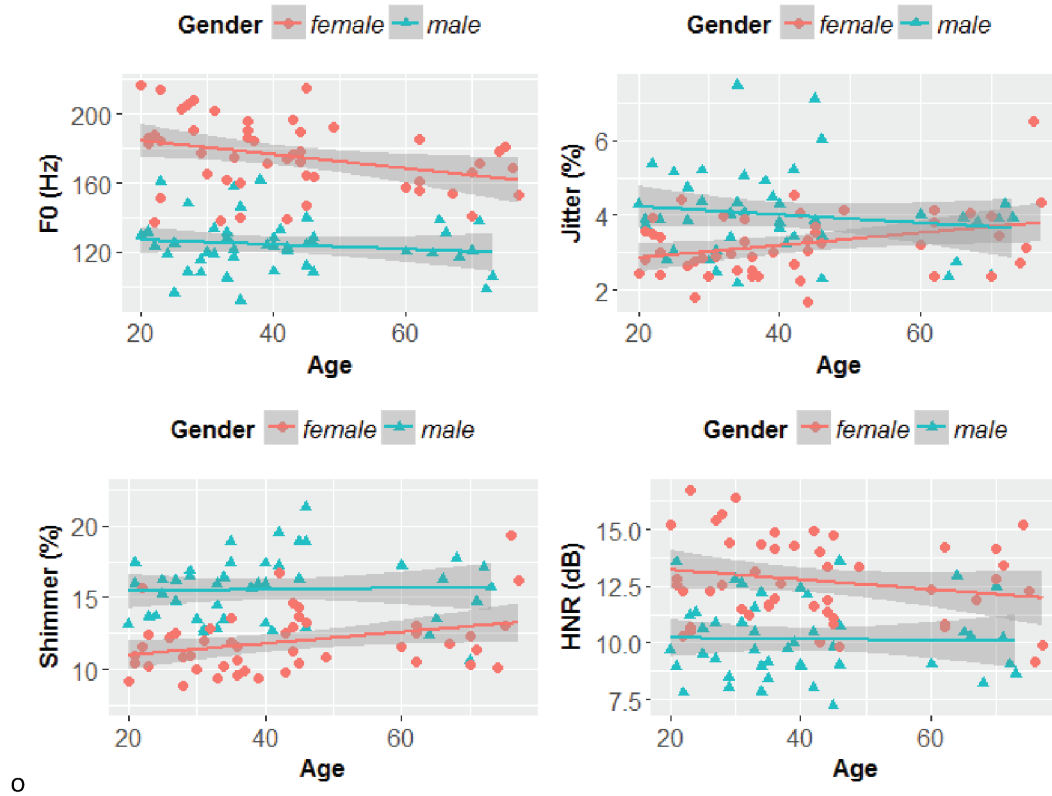 Gender female male
F0 (Hz)
200
160
120
20 40 60
Age
Gender female male
Jitter (%)
6
4
2
20 40 60
Age
Gender female male
Shimmer (%)
20
15
10
20 40 60
Age
Gender female male
HNR (dB)
15.0
12.5
10.0
7.5
20 40 60
Age
o